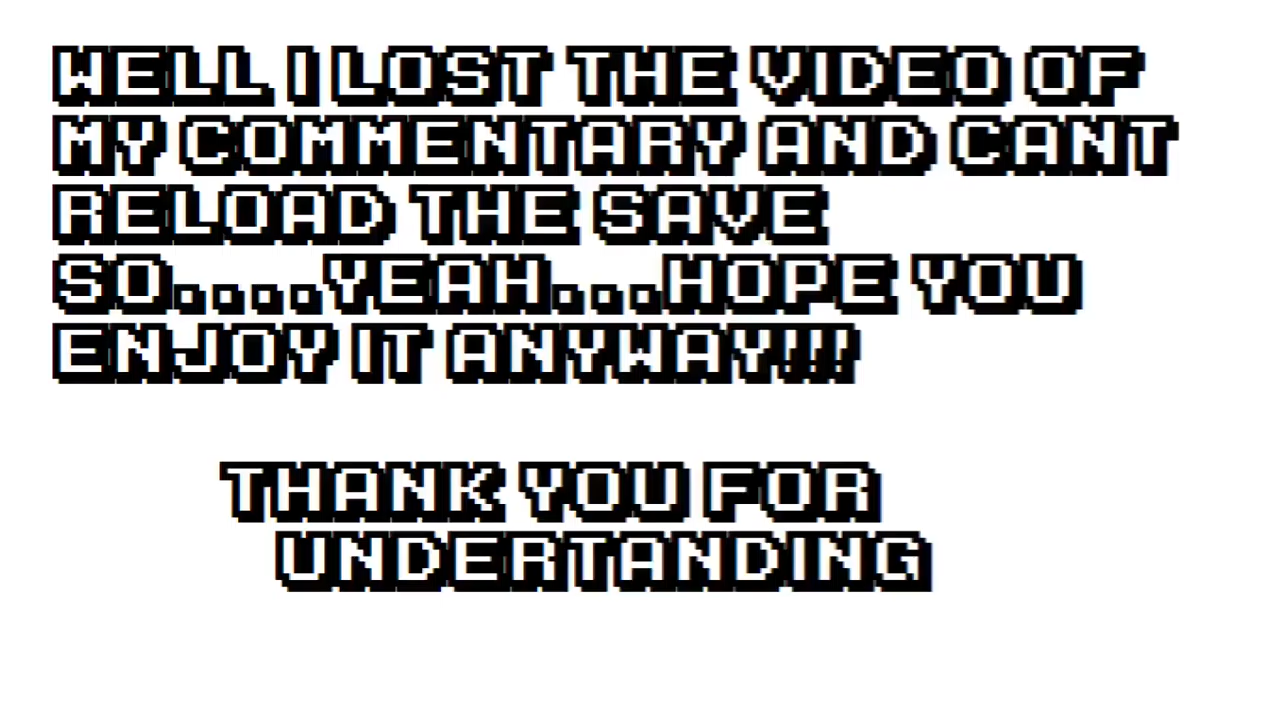 WELL I LOST THE VIDEO OF
MY COMMENTARY AND CANT
RELOAD THE SAVE
SO....YEAH...HOPE YOU
ENJOY IT ANYWAY!!!
THANK YOU FOR
UNDERTANDING